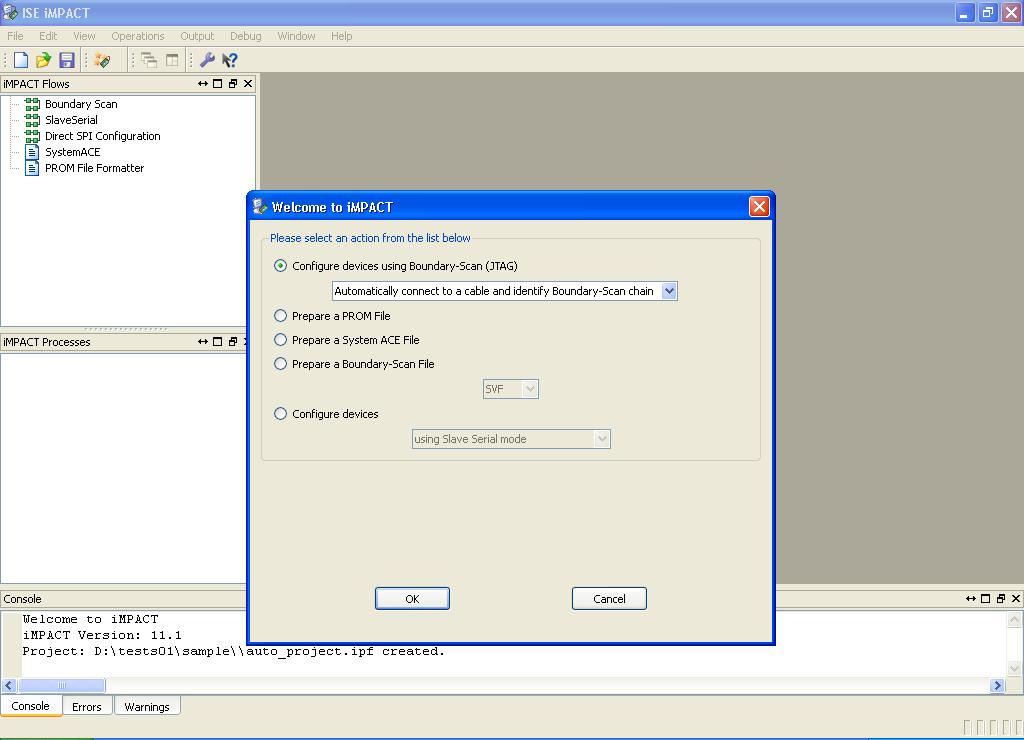 ISE iMPACT
File Edit View Operations Output Debug Window Help
iMPACT Flows
Boundary Scan
SlaveSerial
Direct SPI Configuration
SystemACE
PROM File Formatter
iMPACT Processes
Welcome to iMPACT
Please select an action from the list below
Configure devices using Boundary-Scan (JTAG)
Automatically connect to a cable and identify Boundary-Scan chain
Prepare a PROM File
Prepare a System ACE File
Prepare a Boundary-Scan File
SVF
Configure devices
using Slave Serial mode
OK Cancel
Console
Welcome to iMPACT
iMPACT Version: 11.1
Project: D:\tests01\sample\\auto_project.ipf created.
Console Errors Warnings